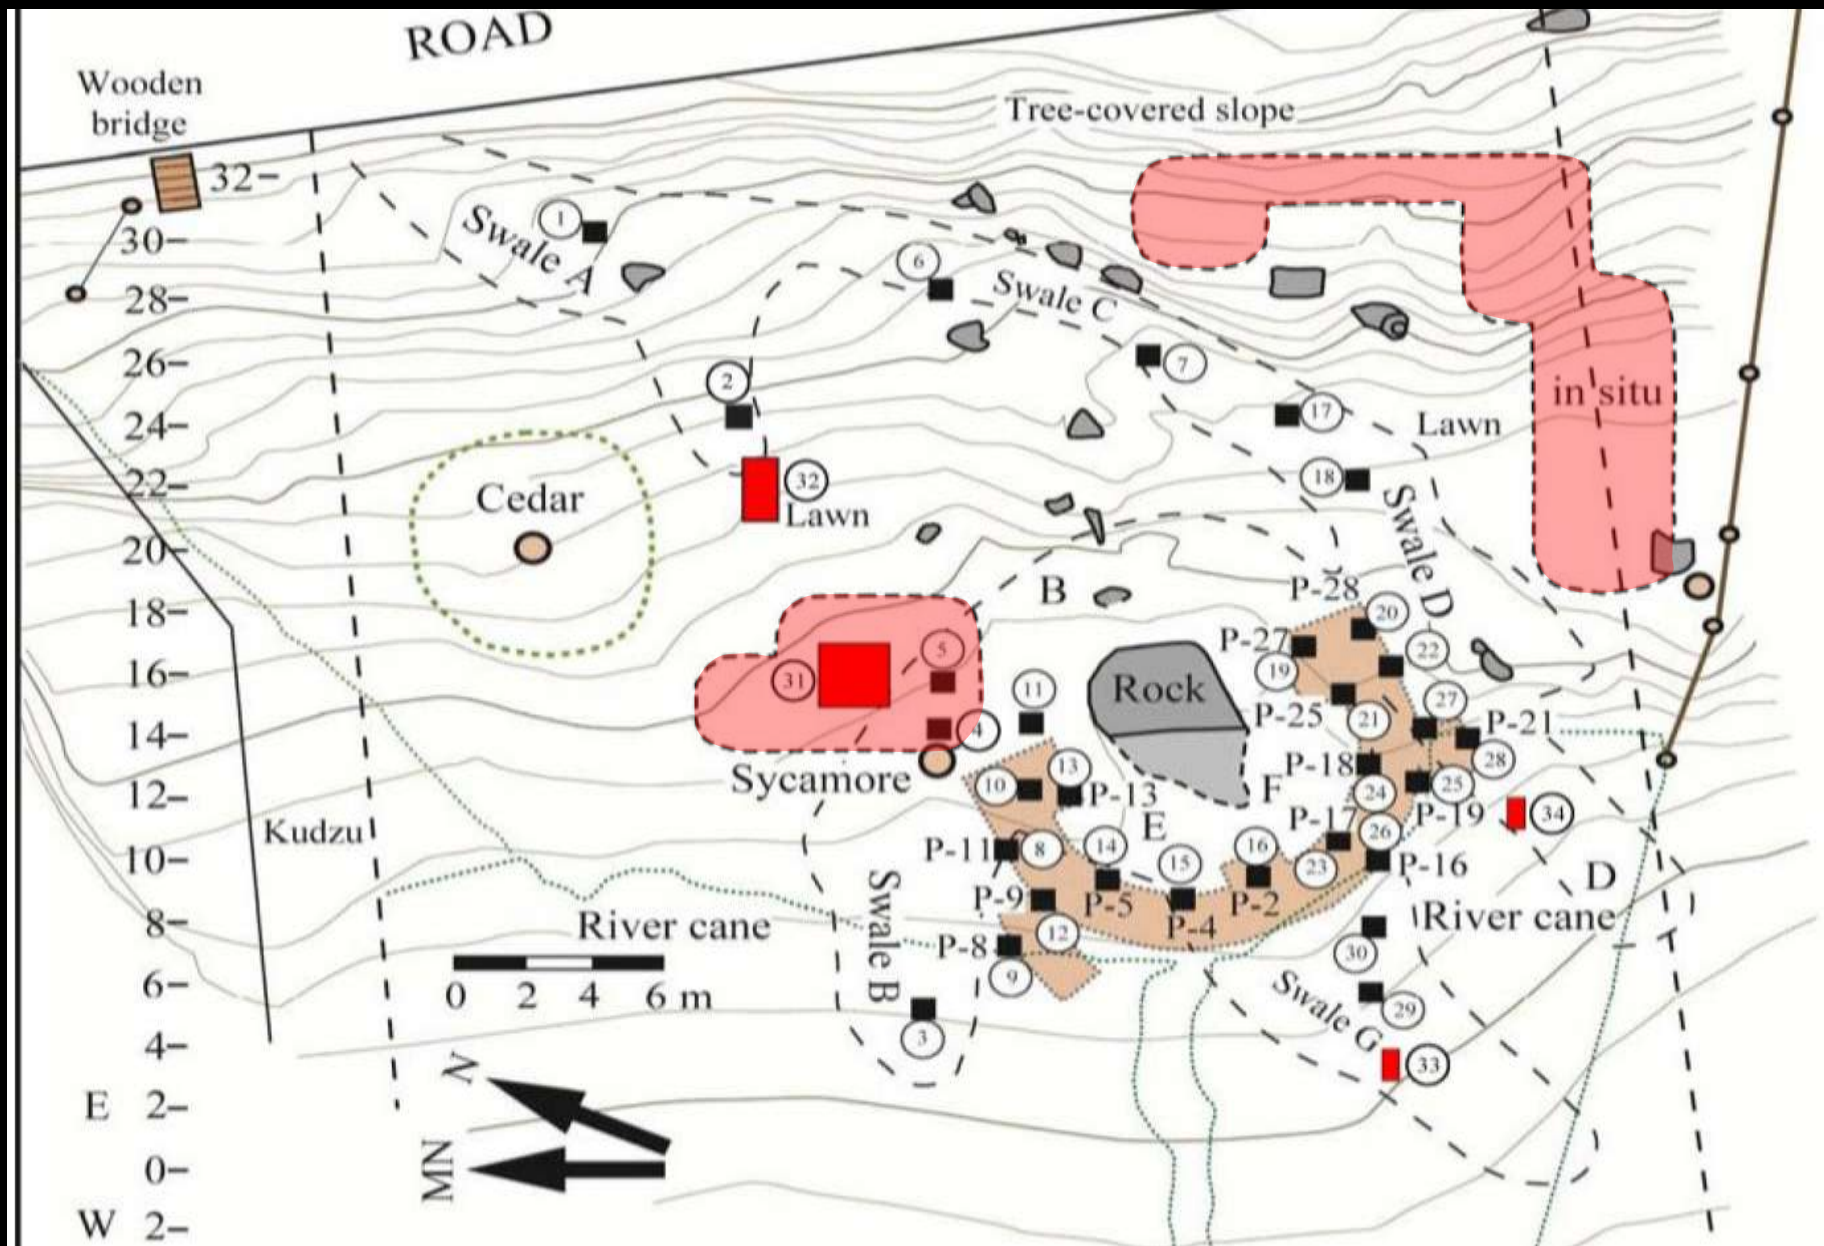 ROAD
Wooden
bridge
Tree-covered slope
32-
30-
28-
26-
24-
22-
20-
18-
16-
14-
12-
10-
8-
6-
4-
E 2-
0-
W 2-
1
Swale A
6
Swale C
7
2
17
in situ
Lawn
Cedar
32
Lawn
18
Swale D
B
P-28
20
P-27
5
22
19
31
11
Rock
P-25
21
27
P-21
4
Sycamore
13
P-18
28
10
P-13
F
24
25
Kudzu
E
P-17
P-19
34
26
P-11
8
14
15
16
23
P-16
D
Swale B
P-9
P-5
P-4
P-2
River cane
River cane
12
P-8
30
9
0 2 4 6 m
Swale G
29
3
33
N
MN